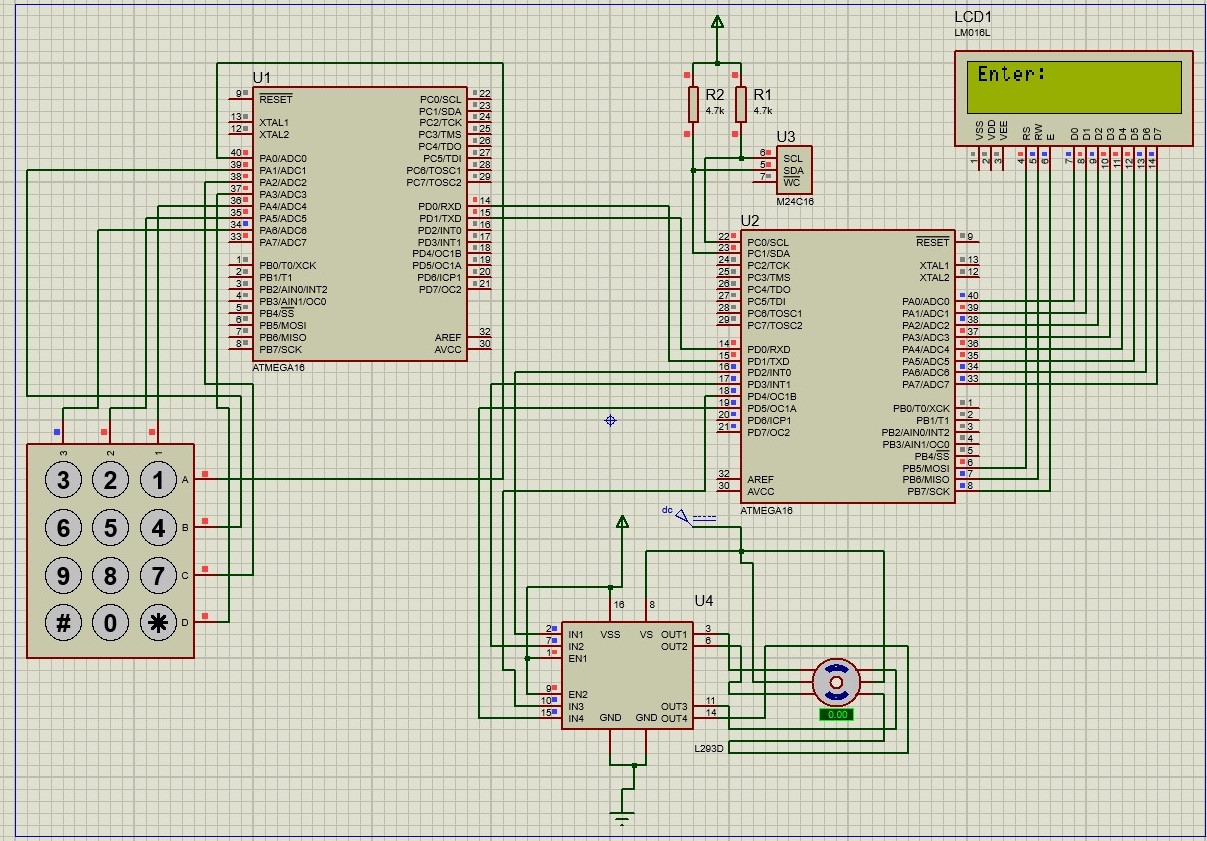 LCD1
LM016L
Enter:
VSS VDD VEE RS RW E D0 D1 D2 D3 D4 D5 D6 D7
1 2 3 4 5 6 7 8 9 10 11 12 13 14
U1
9 RESET
13 XTAL1
12 XTAL2
40 PA0/ADC0
39 PA1/ADC1
38 PA2/ADC2
37 PA3/ADC3
36 PA4/ADC4
35 PA5/ADC5
34 PA6/ADC6
33 PA7/ADC7
1 PB0/T0/XCK
2 PB1/T1
3 PB2/AIN0/INT2
4 PB3/AIN1/OC0
5 PB4/SS
6 PB5/MOSI
7 PB6/MISO
8 PB7/SCK
PC0/SCL 22
PC1/SDA 23
PC2/TCK 24
PC3/TMS 25
PC4/TDO 26
PC5/TDI 27
PC6/TOSC1 28
PC7/TOSC2 29
PD0/RXD 14
PD1/TXD 15
PD2/INT0 16
PD3/INT1 17
PD4/OC1B 18
PD5/OC1A 19
PD6/ICP1 20
PD7/OC2 21
AREF 32
AVCC 30
ATMEGA16
R2
4.7k
R1
4.7k
U3
6 SCL
5 SDA
7 WC
M24C16
U2
22 PC0/SCL
23 PC1/SDA
24 PC2/TCK
25 PC3/TMS
26 PC4/TDO
27 PC5/TDI
28 PC6/TOSC1
29 PC7/TOSC2
14 PD0/RXD
15 PD1/TXD
16 PD2/INT0
17 PD3/INT1
18 PD4/OC1B
19 PD5/OC1A
20 PD6/ICP1
21 PD7/OC2
32 AREF
30 AVCC
RESET 9
XTAL1 13
XTAL2 12
PA0/ADC0 40
PA1/ADC1 39
PA2/ADC2 38
PA3/ADC3 37
PA4/ADC4 36
PA5/ADC5 35
PA6/ADC6 34
PA7/ADC7 33
PB0/T0/XCK 1
PB1/T1 2
PB2/AIN0/INT2 3
PB3/AIN1/OC0 4
PB4/SS 5
PB5/MOSI 6
PB6/MISO 7
PB7/SCK 8
ATMEGA16
3 2 1
3 2 1 A
6 5 4 B
9 8 7 C
# 0 * D
dc
U4
16 8
2 IN1 VSS VS OUT1 3
7 IN2 OUT2 6
1 EN1
9 EN2
10 IN3 OUT3 11
15 IN4 GND GND OUT4 14
L293D
0.00